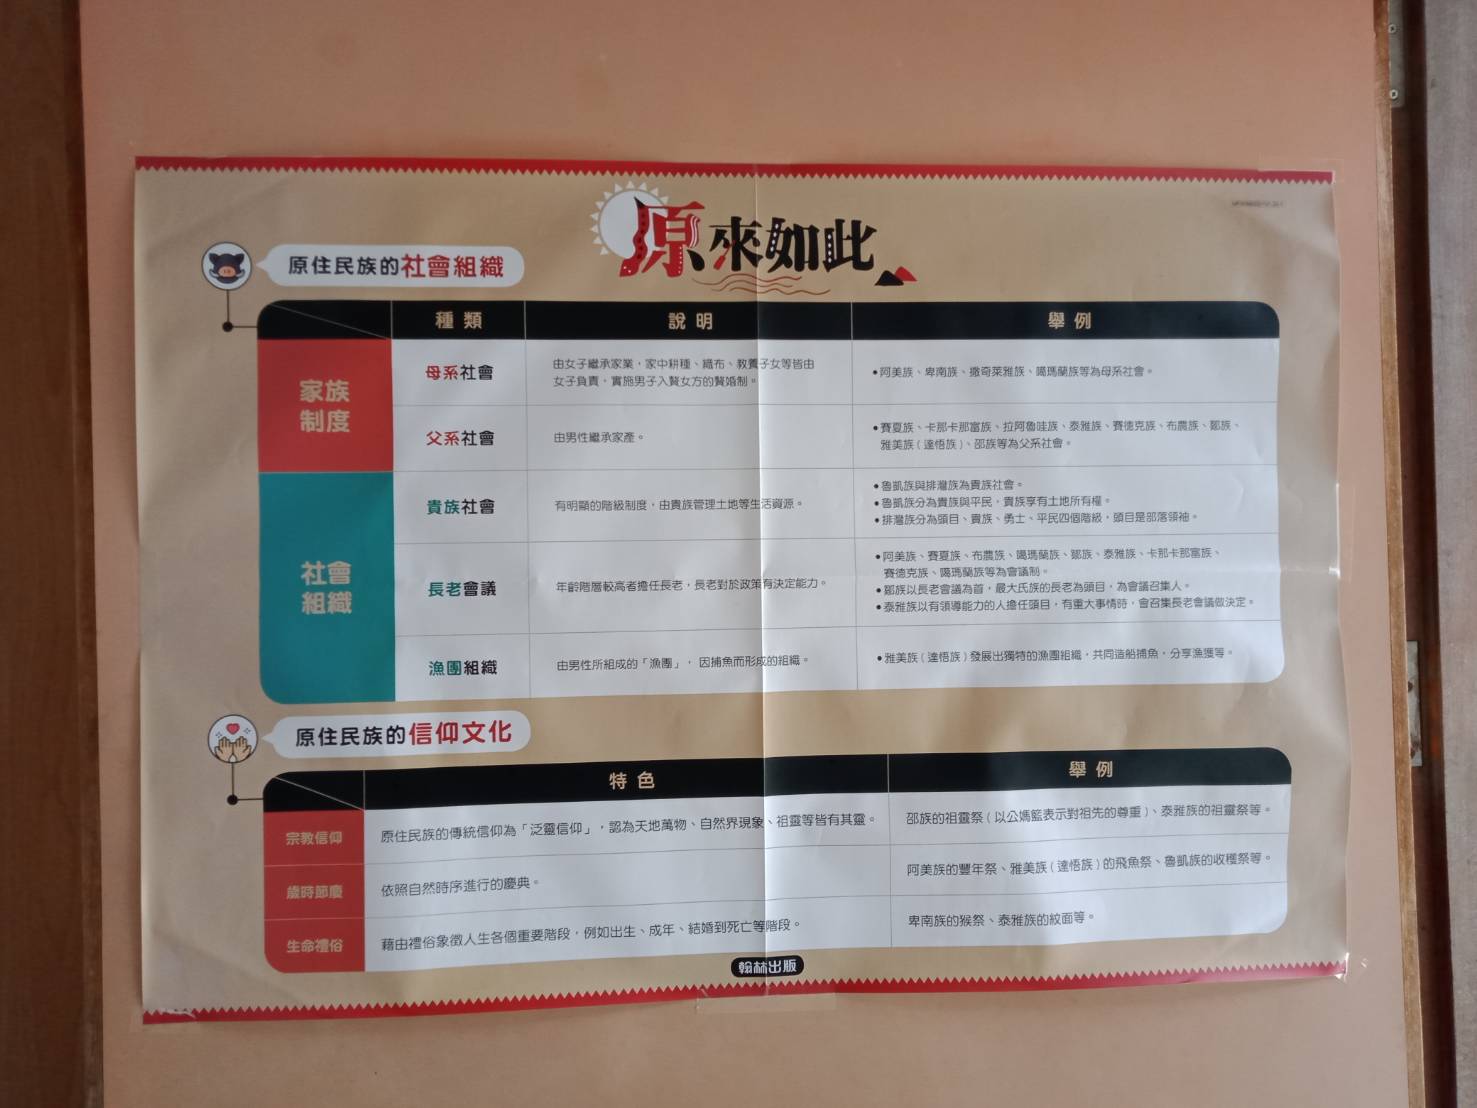 原來如此
原住民族的社會組織
種類 說明 舉例
家族
制度
母系社會
由女子繼承家業，家中耕種、織布、教養子女等皆由
女子負責，實施男子入贅女方的贅婚制。
•阿美族、卑南族、撒奇萊雅族、噶瑪蘭族等為母系社會。
父系社會
由男性繼承家產。
•賽夏族、卡那卡那富族、拉阿魯哇族、泰雅族、賽德克族、布農族、鄒族、
雅美族（達悟族）、邵族等為父系社會。
社會
組織
貴族社會
有明顯的階級制度，由貴族管理土地等生活資源。
•魯凱族與排灣族為貴族社會。
•魯凱族分為貴族與平民，貴族享有土地所有權。
•排灣族分為頭目、貴族、勇士、平民四個階級，頭目是部落領袖。
長老會議
年齡階層較高者擔任長老，長老對於政策有決定能力。
•阿美族、賽夏族、布農族、噶瑪蘭族、鄒族、泰雅族、卡那卡那富族、
賽德克族、噶瑪蘭族等為會議制。
•鄒族以長老會議為首，最大氏族的長老為頭目，為會議召集人。
•泰雅族以有領導能力的人擔任頭目，有重大事情時，會召集長老會議做決定。
漁團組織
由男性所組成的「漁團」，因捕魚而形成的組織。
•雅美族（達悟族）發展出獨特的漁團組織，共同造船捕魚，分享漁獲等。
原住民族的信仰文化
特色 舉例
宗教信仰
原住民族的傳統信仰為「泛靈信仰」，認為天地萬物、自然界現象、祖靈等皆有其靈。
邵族的祖靈祭（以公媽籃表示對祖先的尊重）、泰雅族的祖靈祭等。
歲時節慶
依照自然時序進行的慶典。
阿美族的豐年祭、雅美族（達悟族）的飛魚祭、魯凱族的收穫祭等。
生命禮俗
藉由禮俗象徵人生各個重要階段，例如出生、成年、結婚到死亡等階段。
卑南族的猴祭、泰雅族的紋面等。
翰林出版